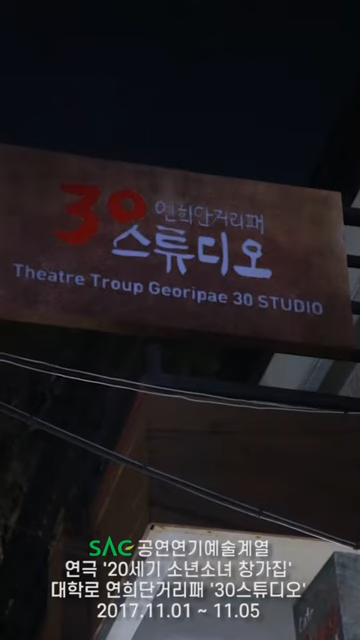 30 연희단거리패
스튜디오
Theatre Troup Georipae 30 STUDIO
SAC 공연연기예술계열
연극 '20세기 소년소녀 창가집'
대학로 연희단거리패 '30스튜디오'
2017.11.01 ~ 11.05